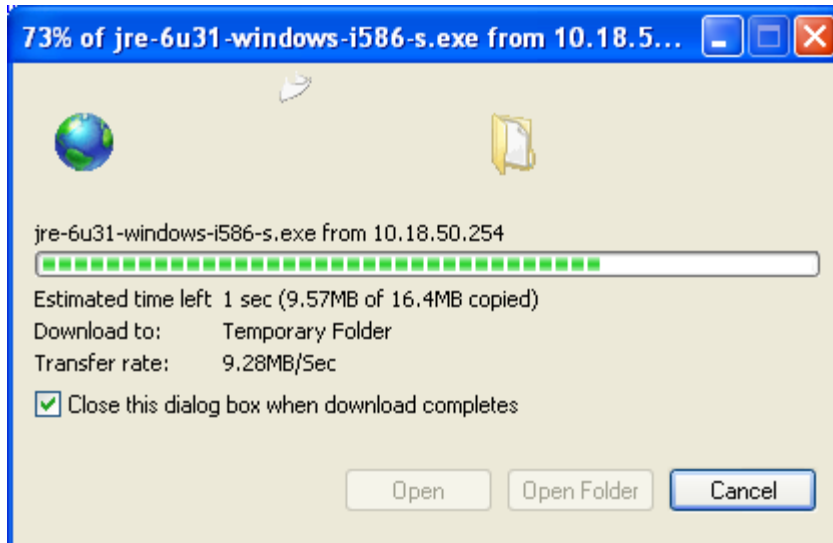 73% of jre-6u31-windows-i586-s.exe from 10.18.5...
jre-6u31-windows-i586-s.exe from 10.18.50.254
Estimated time left 1 sec (9.57MB of 16.4MB copied)
Download to: Temporary Folder
Transfer rate: 9.28MB/Sec
Close this dialog box when download completes
Open Open Folder Cancel